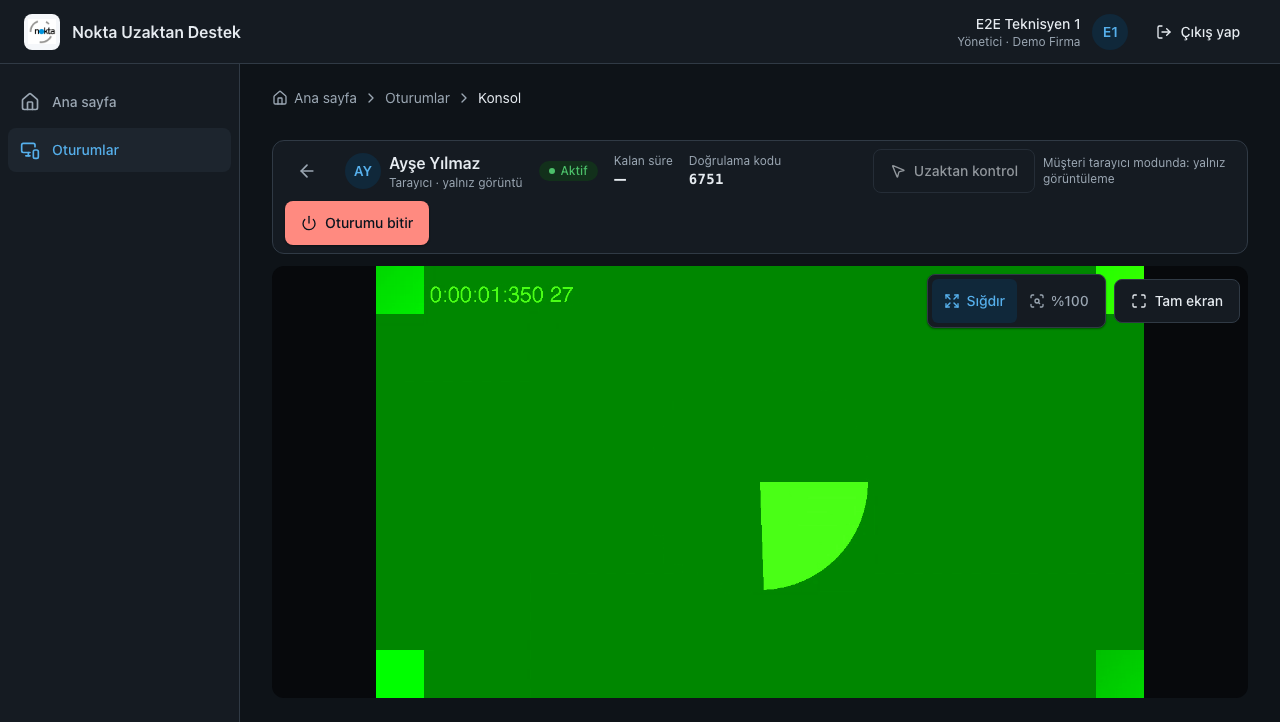 nokta
Nokta Uzaktan Destek
E2E Teknisyen 1
Yönetici · Demo Firma
E1
Çıkış yap
Ana sayfa
Oturumlar
Ana sayfa
Oturumlar
Konsol
AY
Ayşe Yılmaz
Tarayıcı · yalnız görüntü
Aktif
Kalan süre
—
Doğrulama kodu
6751
Uzaktan kontrol
Müşteri tarayıcı modunda: yalnız
görüntüleme
Oturumu bitir
0:00:01:350 27
Sığdır
%100
Tam ekran